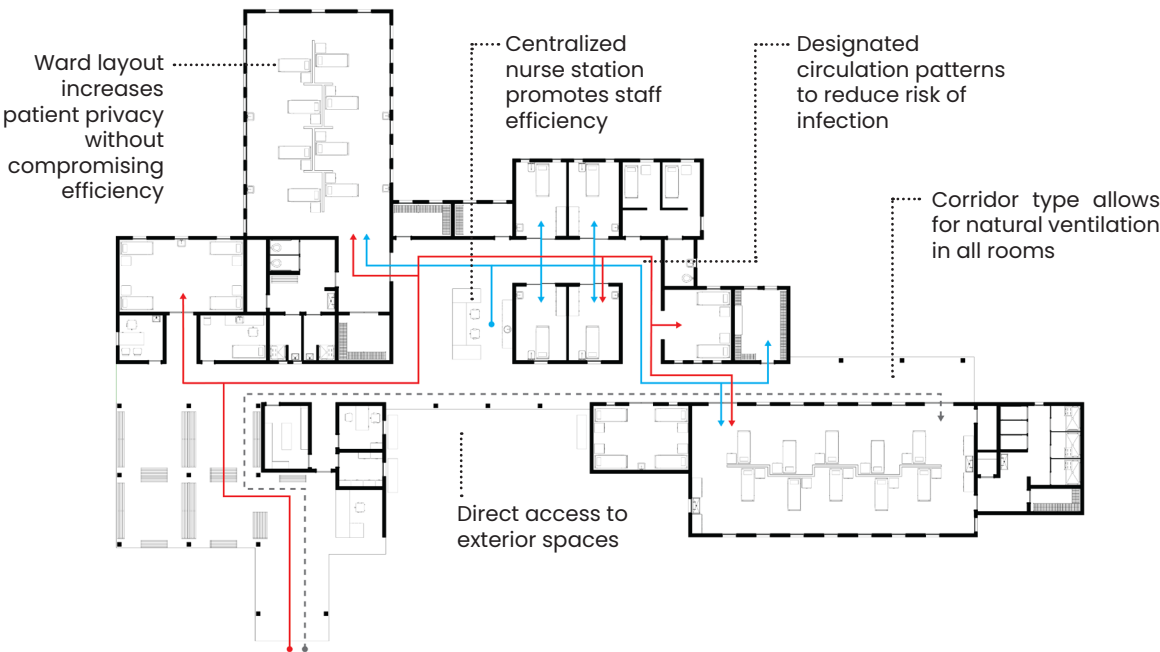 Ward layout
increases
patient privacy
without
compromising
efficiency
Centralized
nurse station
promotes staff
efficiency
Designated
circulation patterns
to reduce risk of
infection
Corridor type allows
for natural ventilation
in all rooms
Direct access to
exterior spaces